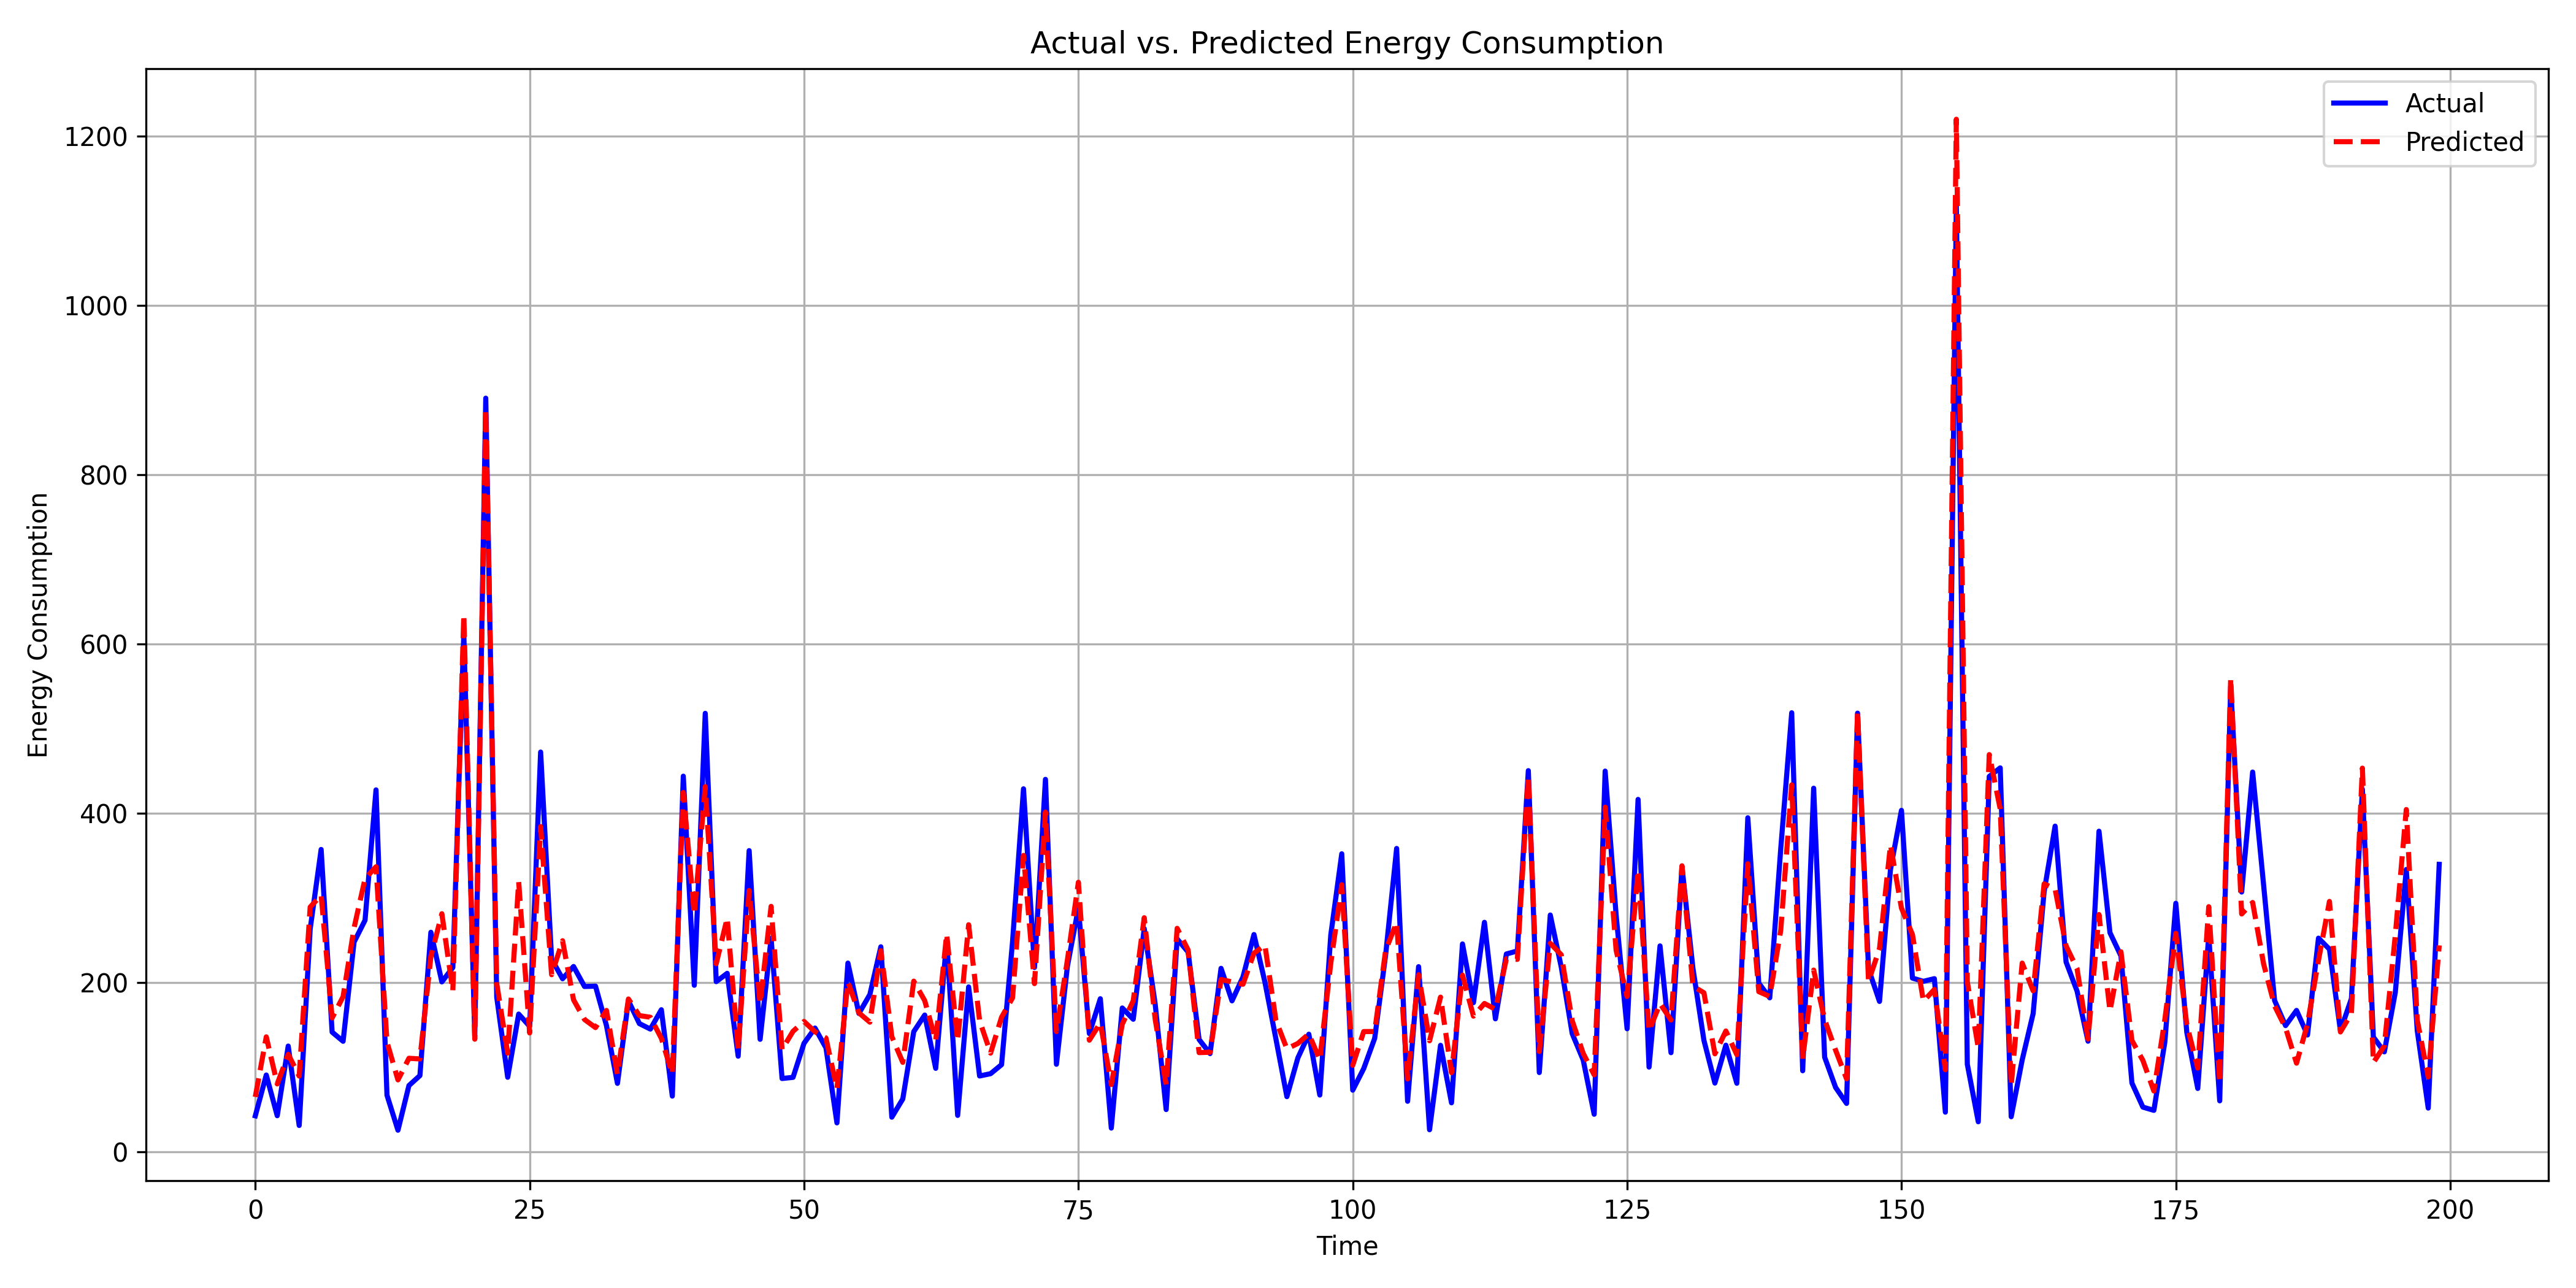 Actual vs. Predicted Energy Consumption
Actual
Predicted
Energy Consumption
1200
1000
800
600
400
200
0
0 25 50 75 100 125 150 175 200
Time